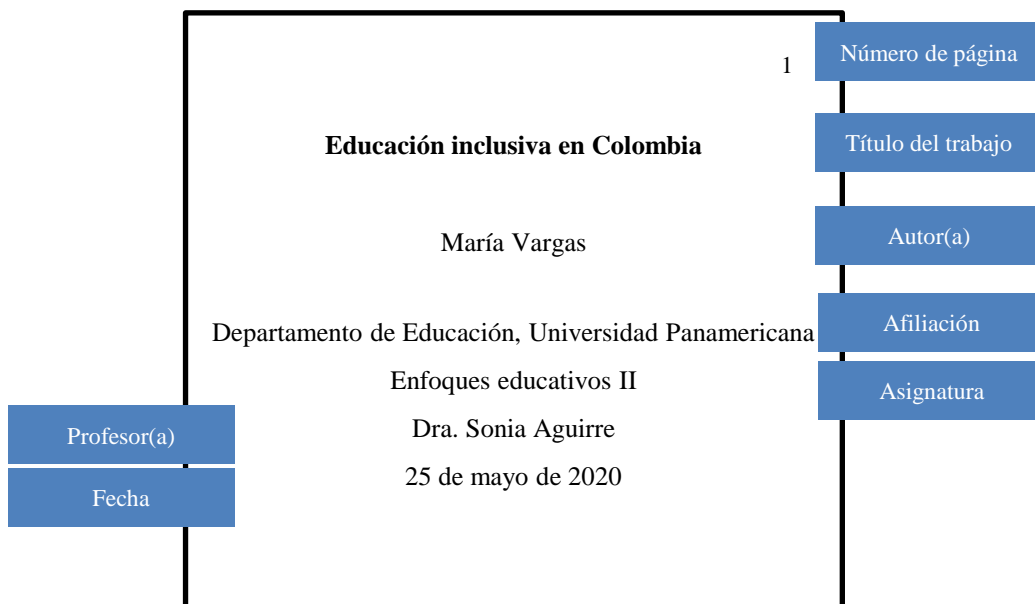 Número de página
1
Educación inclusiva en Colombia
Título del trabajo
María Vargas
Autor(a)
Departamento de Educación, Universidad Panamericana
Afiliación
Enfoques educativos II
Asignatura
Profesor(a)
Dra. Sonia Aguirre
25 de mayo de 2020
Fecha